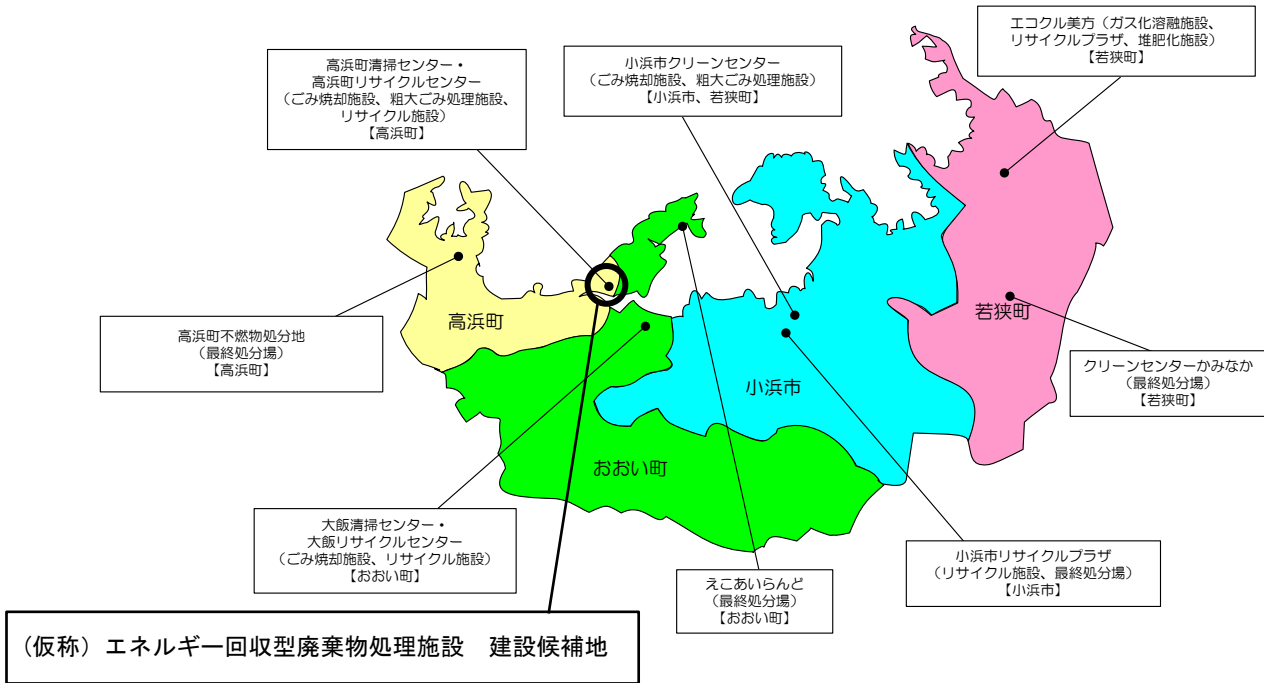 エコクル美方（ガス化溶融施設、
リサイクルプラザ、堆肥化施設）
【若狭町】
高浜町清掃センター・
高浜町リサイクルセンター
（ごみ焼却施設、粗大ごみ処理施設、
リサイクル施設）
【高浜町】
小浜市クリーンセンター
（ごみ焼却施設、粗大ごみ処理施設）
【小浜市、若狭町】
高浜町不燃物処分地
（最終処分場）
【高浜町】
高浜町
若狭町
小浜市
おおい町
クリーンセンターかみなか
（最終処分場）
【若狭町】
大飯清掃センター・
大飯リサイクルセンター
（ごみ焼却施設、リサイクル施設）
【おおい町】
えこあいらんど
（最終処分場）
【おおい町】
小浜市リサイクルプラザ
（リサイクル施設、最終処分場）
【小浜市】
（仮称）エネルギー回収型廃棄物処理施設　建設候補地